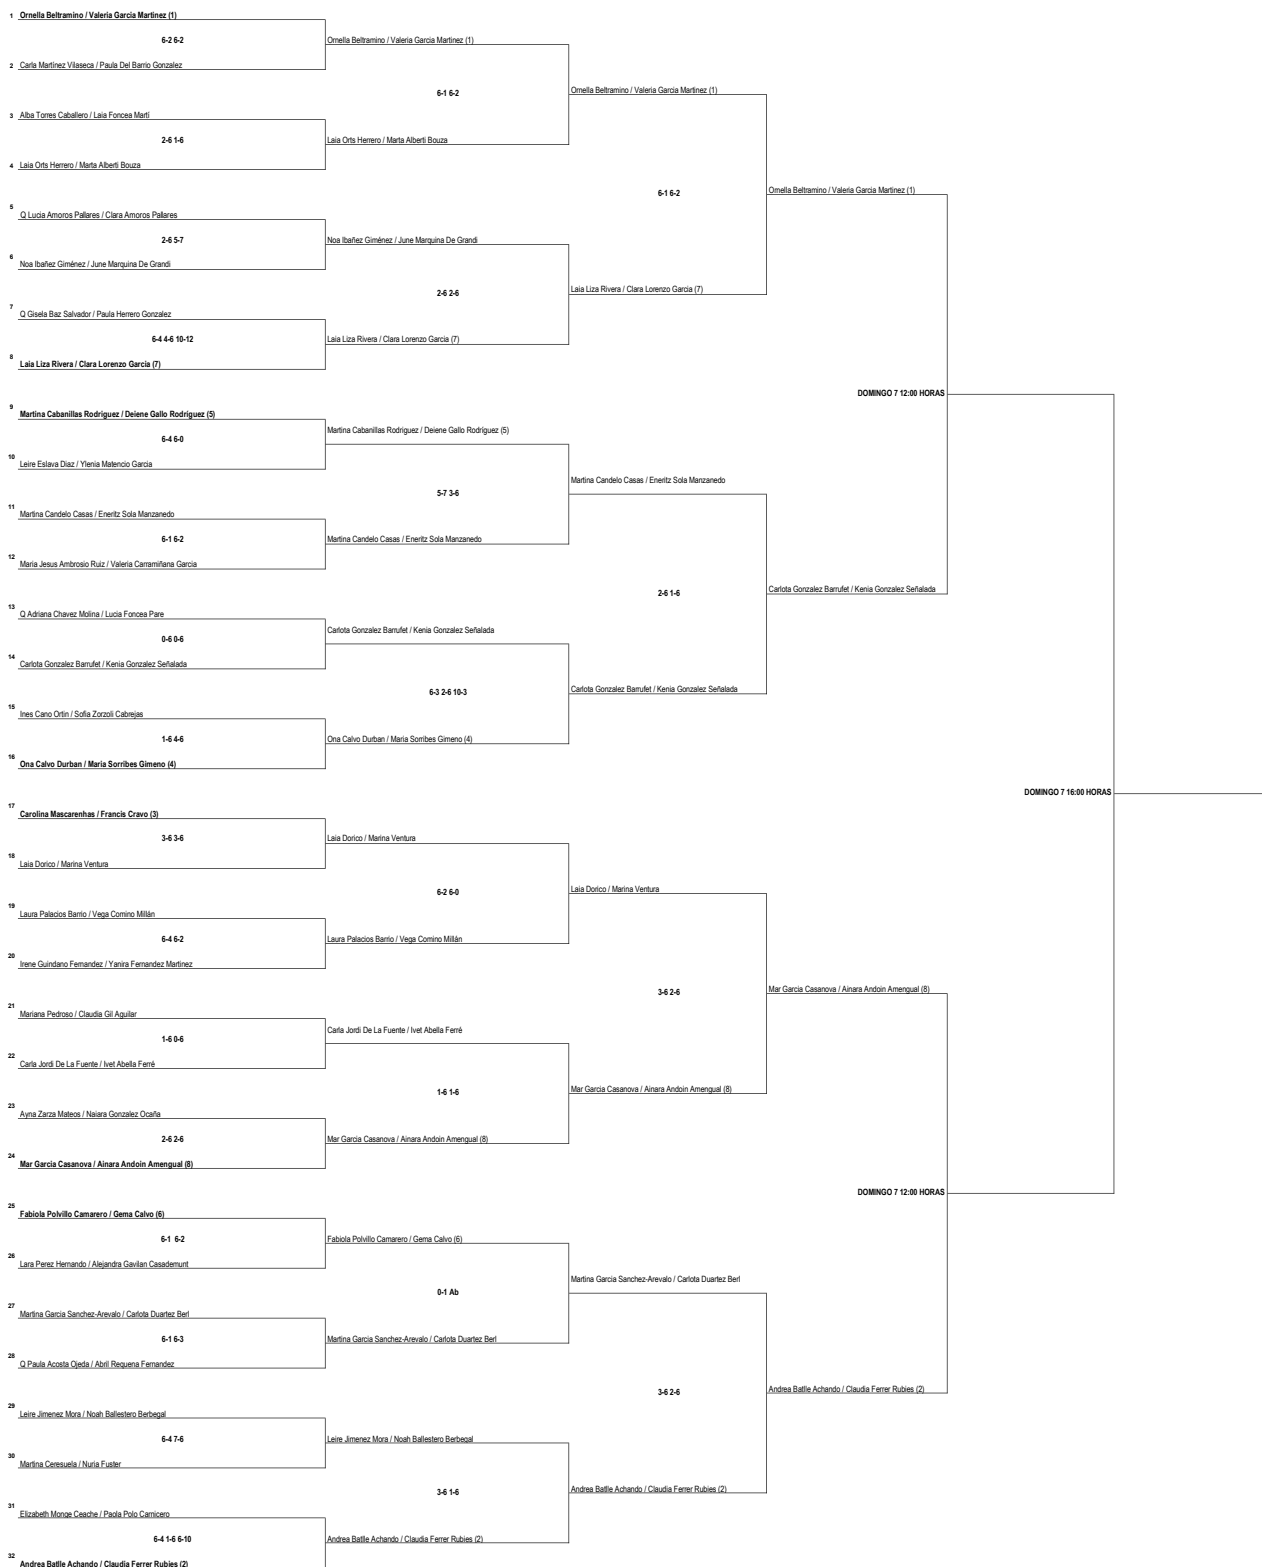 1 Ornella Beltramino / Valeria Garcia Martinez (1)
6-2 6-2
Ornella Beltramino / Valeria Garcia Martinez (1)
2 Carla Martínez Vilaseca / Paula Del Barrio Gonzalez
6-1 6-2
Ornella Beltramino / Valeria Garcia Martinez (1)
3 Alba Torres Caballero / Laia Foncea Martí
2-6 1-6
Laia Orts Herrero / Marta Alberti Bouza
4 Laia Orts Herrero / Marta Alberti Bouza
6-1 6-2
Ornella Beltramino / Valeria Garcia Martinez (1)
5 Q Lucia Amoros Pallares / Clara Amoros Pallares
2-6 5-7
Noa Ibañez Giménez / June Marquina De Grandi
6 Noa Ibañez Giménez / June Marquina De Grandi
2-6 2-6
Laia Liza Rivera / Clara Lorenzo Garcia (7)
7 Q Gisela Baz Salvador / Paula Herrero Gonzalez
6-4 4-6 10-12
Laia Liza Rivera / Clara Lorenzo Garcia (7)
8 Laia Liza Rivera / Clara Lorenzo Garcia (7)
DOMINGO 7 12:00 HORAS
9 Martina Cabanillas Rodriguez / Deiene Gallo Rodríguez (5)
6-4 6-0
Martina Cabanillas Rodriguez / Deiene Gallo Rodríguez (5)
10 Leire Eslava Diaz / Ylenia Matencio Garcia
5-7 3-6
Martina Candelo Casas / Eneritz Sola Manzanedo
11 Martina Candelo Casas / Eneritz Sola Manzanedo
6-1 6-2
Martina Candelo Casas / Eneritz Sola Manzanedo
12 Maria Jesus Ambrosio Ruiz / Valeria Carramiñana Garcia
2-6 1-6
Carlota Gonzalez Barrufet / Kenia Gonzalez Señalada
13 Q Adriana Chavez Molina / Lucia Foncea Pare
0-6 0-6
Carlota Gonzalez Barrufet / Kenia Gonzalez Señalada
14 Carlota Gonzalez Barrufet / Kenia Gonzalez Señalada
6-3 2-6 10-3
Carlota Gonzalez Barrufet / Kenia Gonzalez Señalada
15 Ines Cano Ortin / Sofia Zorzoli Cabrejas
1-6 4-6
Ona Calvo Durban / Maria Sorribes Gimeno (4)
16 Ona Calvo Durban / Maria Sorribes Gimeno (4)
DOMINGO 7 16:00 HORAS
17 Carolina Mascarenhas / Francis Cravo (3)
3-6 3-6
Laia Dorico / Marina Ventura
18 Laia Dorico / Marina Ventura
6-2 6-0
Laia Dorico / Marina Ventura
19 Laura Palacios Barrio / Vega Comino Millán
6-4 6-2
Laura Palacios Barrio / Vega Comino Millán
20 Irene Guindano Fernandez / Yanira Fernandez Martinez
3-6 2-6
Mar Garcia Casanova / Ainara Andoin Amengual (8)
21 Mariana Pedroso / Claudia Gil Aguilar
1-6 0-6
Carla Jordi De La Fuente / Ivet Abella Ferré
22 Carla Jordi De La Fuente / Ivet Abella Ferré
1-6 1-6
Mar Garcia Casanova / Ainara Andoin Amengual (8)
23 Ayna Zarza Mateos / Naiara Gonzalez Ocaña
2-6 2-6
Mar Garcia Casanova / Ainara Andoin Amengual (8)
24 Mar Garcia Casanova / Ainara Andoin Amengual (8)
DOMINGO 7 12:00 HORAS
25 Fabiola Polvillo Camarero / Gema Calvo (6)
6-1 6-2
Fabiola Polvillo Camarero / Gema Calvo (6)
26 Lara Perez Hernando / Alejandra Gavilan Casademunt
0-1 Ab
Martina Garcia Sanchez-Arevalo / Carlota Duartez Berl
27 Martina Garcia Sanchez-Arevalo / Carlota Duartez Berl
6-1 6-3
Martina Garcia Sanchez-Arevalo / Carlota Duartez Berl
28 Q Paula Acosta Ojeda / Abril Requena Fernandez
3-6 2-6
Andrea Batlle Achando / Claudia Ferrer Rubies (2)
29 Leire Jimenez Mora / Noah Ballestero Berbegal
6-4 7-6
Leire Jimenez Mora / Noah Ballestero Berbegal
30 Martina Ceresuela / Nuria Fuster
3-6 1-6
Andrea Batlle Achando / Claudia Ferrer Rubies (2)
31 Elizabeth Monge Ceache / Paola Polo Carnicero
6-4 1-6 6-10
Andrea Batlle Achando / Claudia Ferrer Rubies (2)
32 Andrea Batlle Achando / Claudia Ferrer Rubies (2)